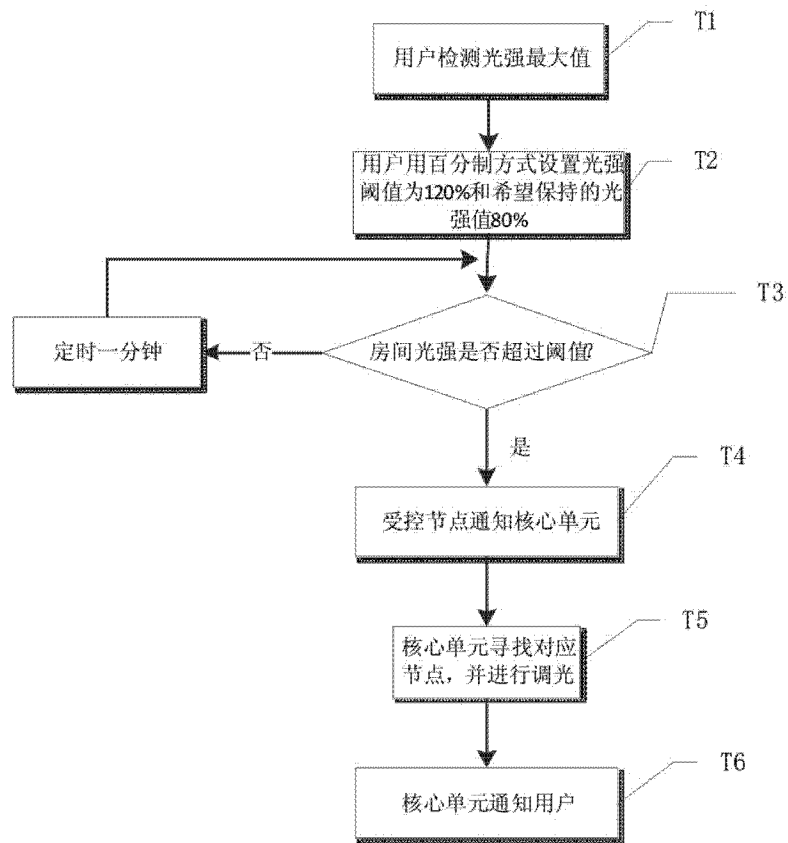 T1
用户检测光强最大值
T2
用户用百分制方式设置光强
阈值为120%和希望保持的光
强值80%
T3
房间光强是否超过阈值?
否
定时一分钟
是
T4
受控节点通知核心单元
T5
核心单元寻找对应
节点，并进行调光
T6
核心单元通知用户